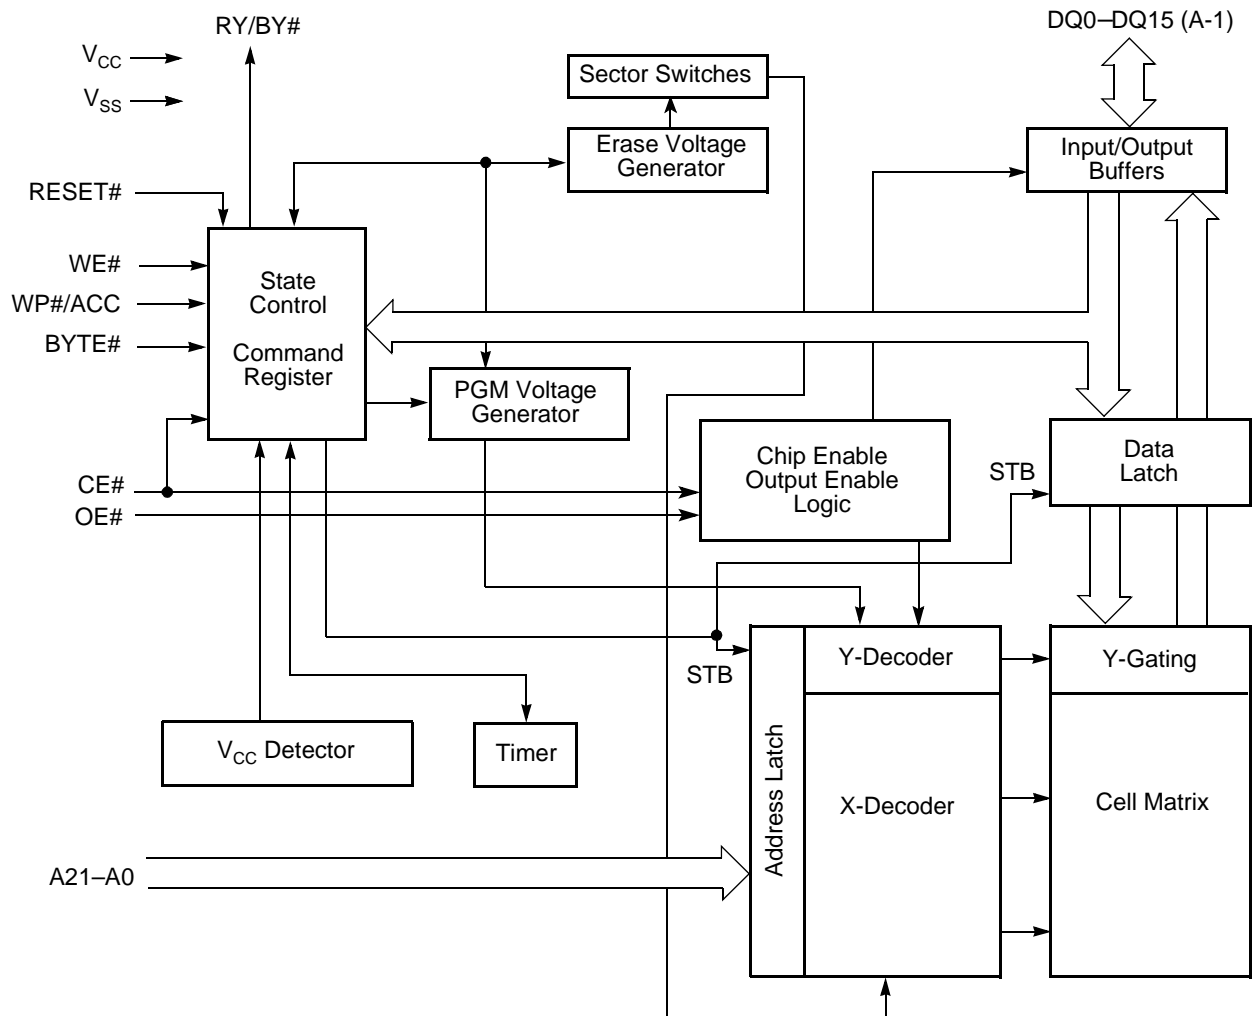 RY/BY#
DQ0–DQ15 (A-1)
VCC
VSS
Sector Switches
Erase Voltage
Generator
Input/Output
Buffers
RESET#
WE#
WP#/ACC
BYTE#
State
Control
Command
Register
PGM Voltage
Generator
CE#
OE#
Chip Enable
Output Enable
Logic
STB
Data
Latch
STB
Y-Decoder
Y-Gating
VCC Detector
Timer
Address Latch
X-Decoder
Cell Matrix
A21–A0